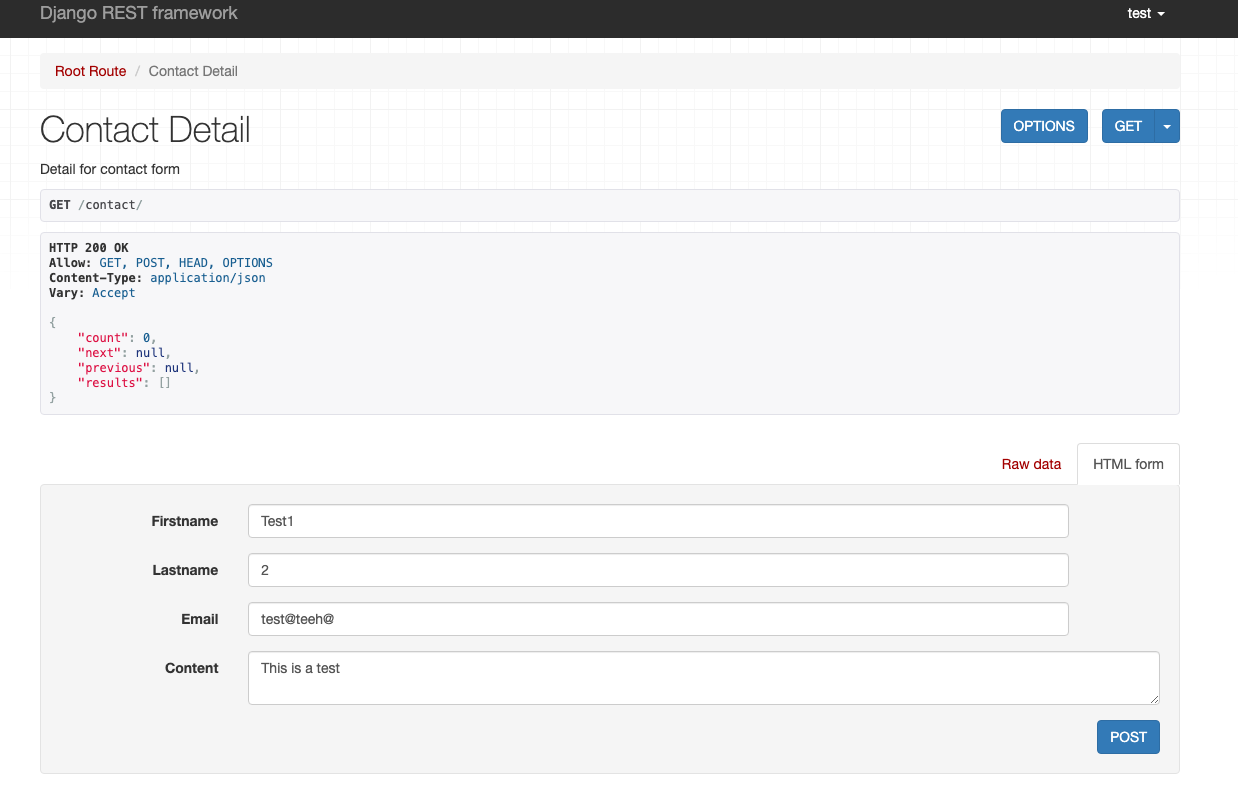 Django REST framework
test
Root Route / Contact Detail
Contact Detail
OPTIONS
GET
Detail for contact form
GET /contact/
HTTP 200 OK
Allow: GET, POST, HEAD, OPTIONS
Content-Type: application/json
Vary: Accept
{
"count": 0,
"next": null,
"previous": null,
"results": []
}
Raw data
HTML form
Firstname Test1
Lastname 2
Email test@teeh@
Content This is a test
POST